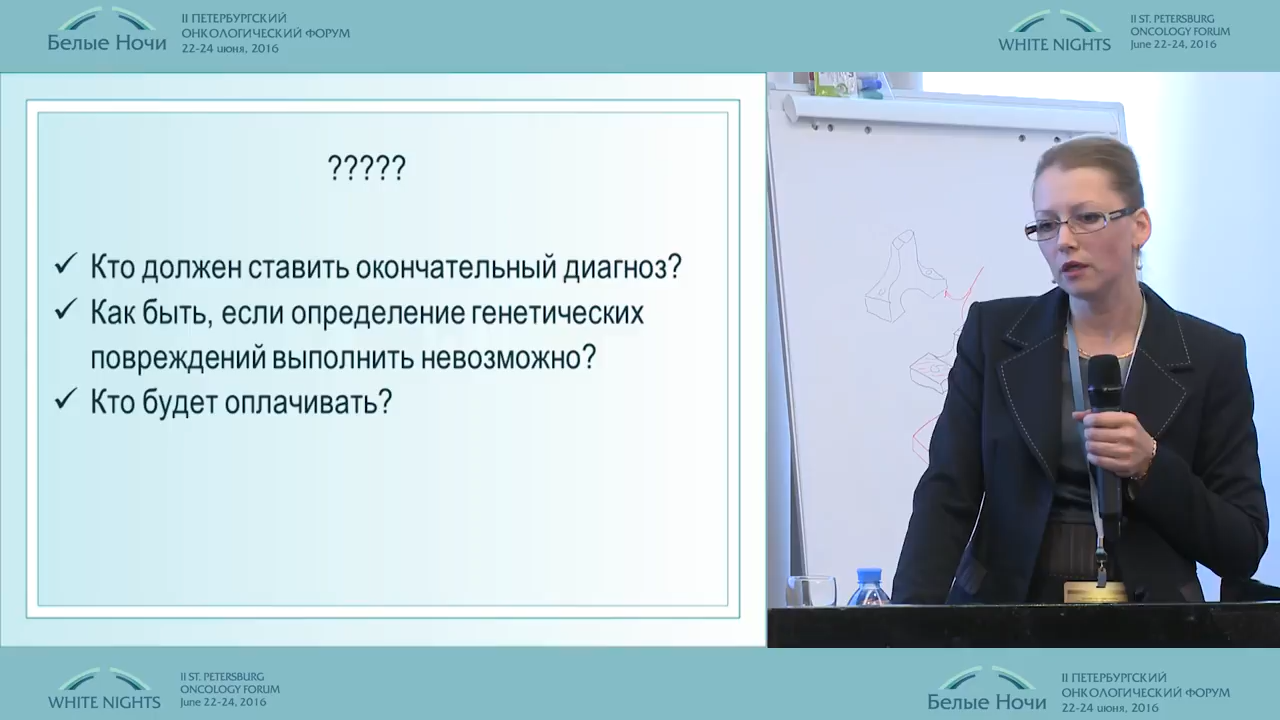 Белые Ночи
II ПЕТЕРБУРГСКИЙ
ОНКОЛОГИЧЕСКИЙ ФОРУМ
22-24 июня, 2016
WHITE NIGHTS
II ST. PETERSBURG
ONCOLOGY FORUM
June 22-24, 2016
?????
Кто должен ставить окончательный диагноз?
Как быть, если определение генетических
повреждений выполнить невозможно?
Кто будет оплачивать?
WHITE NIGHTS
II ST. PETERSBURG
ONCOLOGY FORUM
June 22-24, 2016
Белые Ночи
II ПЕТЕРБУРГСКИЙ
ОНКОЛОГИЧЕСКИЙ ФОРУМ
22-24 июня, 2016